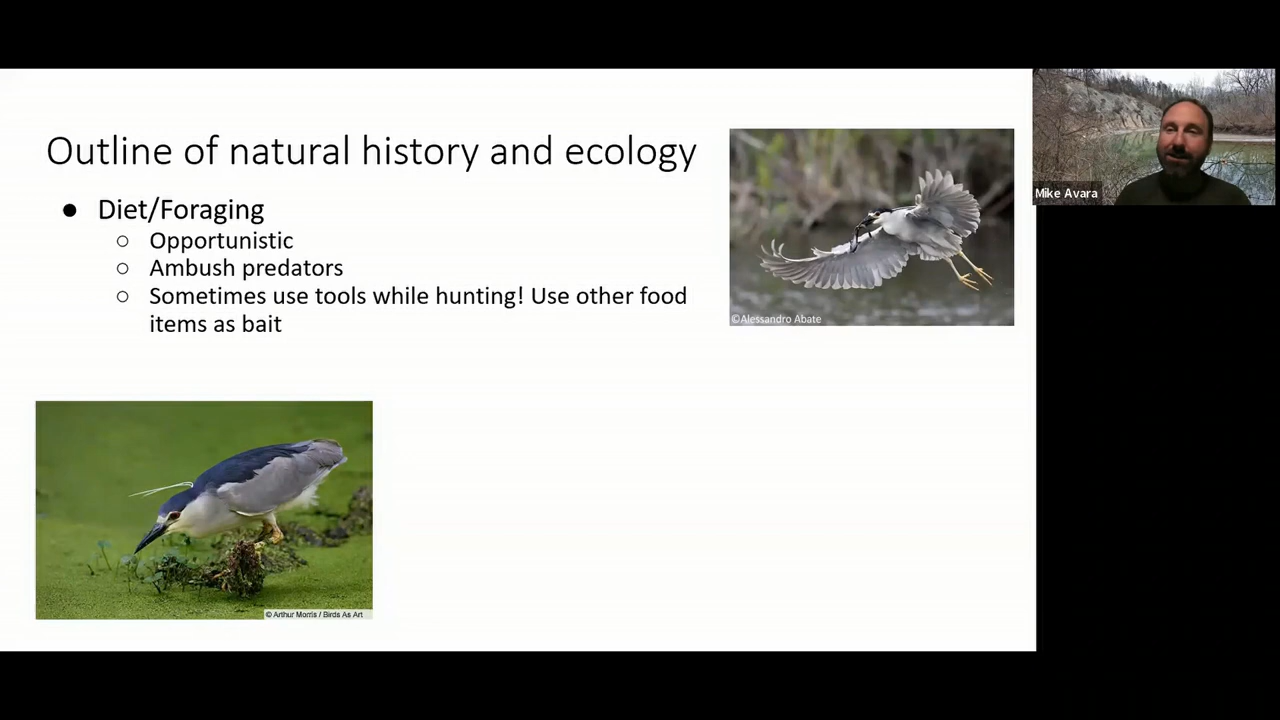 Outline of natural history and ecology
● Diet/Foraging
○ Opportunistic
○ Ambush predators
○ Sometimes use tools while hunting! Use other food
items as bait
©Alessandro Abate
Mike Avara
© Arthur Morris / Birds As Art